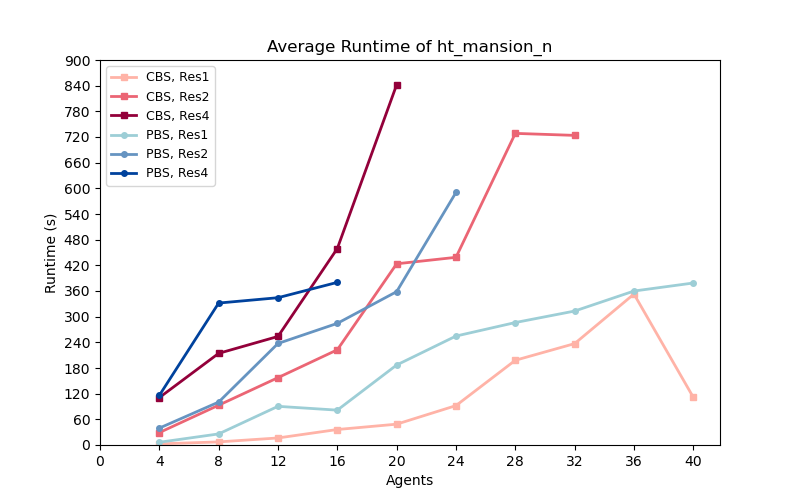 Average Runtime of ht_mansion_n
900
840
780
720
660
600
540
480
420
360
300
240
180
120
60
0
Runtime (s)
CBS, Res1
CBS, Res2
CBS, Res4
PBS, Res1
PBS, Res2
PBS, Res4
0 4 8 12 16 20 24 28 32 36 40
Agents